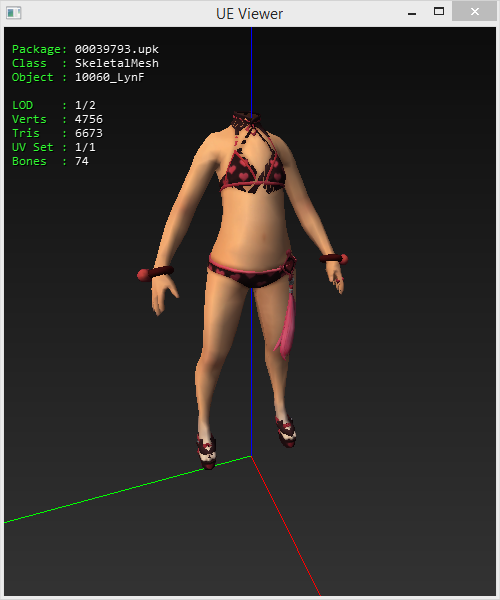 UE Viewer
Package: 00039793.upk
Class : SkeletalMesh
Object : 10060_LynF
LOD : 1/2
Verts : 4756
Tris : 6673
UV Set : 1/1
Bones : 74